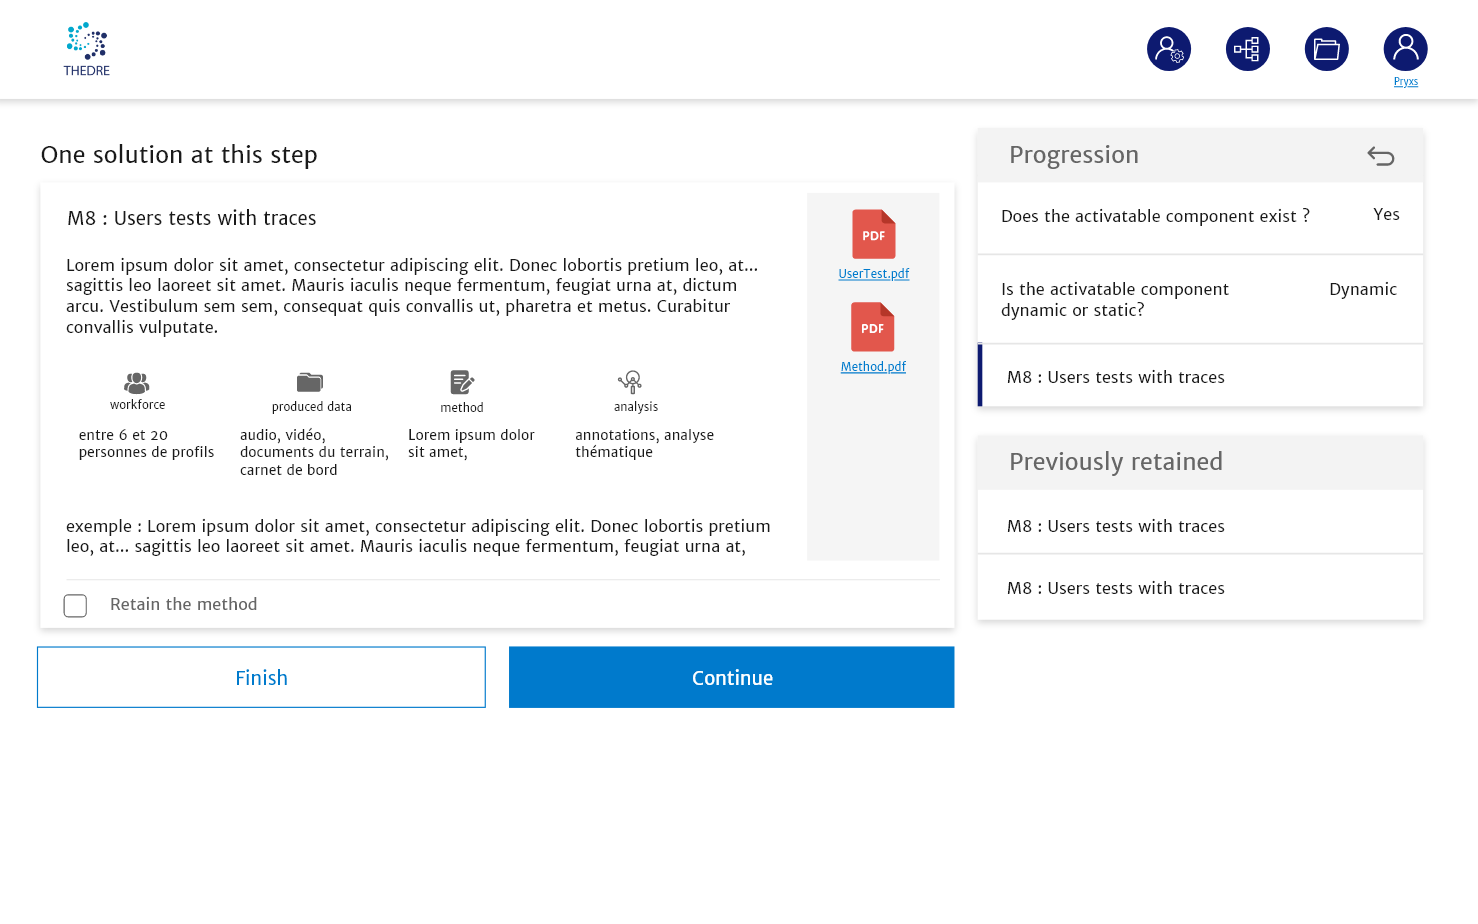 THEDRE
Pryxs
One solution at this step
M8 : Users tests with traces
Lorem ipsum dolor sit amet, consectetur adipiscing elit. Donec lobortis pretium leo, at...
sagittis leo laoreet sit amet. Mauris iaculis neque fermentum, feugiat urna at, dictum
arcu. Vestibulum sem sem, consequat quis convallis ut, pharetra et metus. Curabitur
convallis vulputate.
workforce
entre 6 et 20
personnes de profils
produced data
audio, vidéo,
documents du terrain,
carnet de bord
method
Lorem ipsum dolor
sit amet,
analysis
annotations, analyse
thématique
exemple : Lorem ipsum dolor sit amet, consectetur adipiscing elit. Donec lobortis pretium
leo, at... sagittis leo laoreet sit amet. Mauris iaculis neque fermentum, feugiat urna at,
PDF
UserTest.pdf
PDF
Method.pdf
Retain the method
Finish
Continue
Progression
Does the activatable component exist ?
Yes
Is the activatable component
dynamic or static?
Dynamic
M8 : Users tests with traces
Previously retained
M8 : Users tests with traces
M8 : Users tests with traces